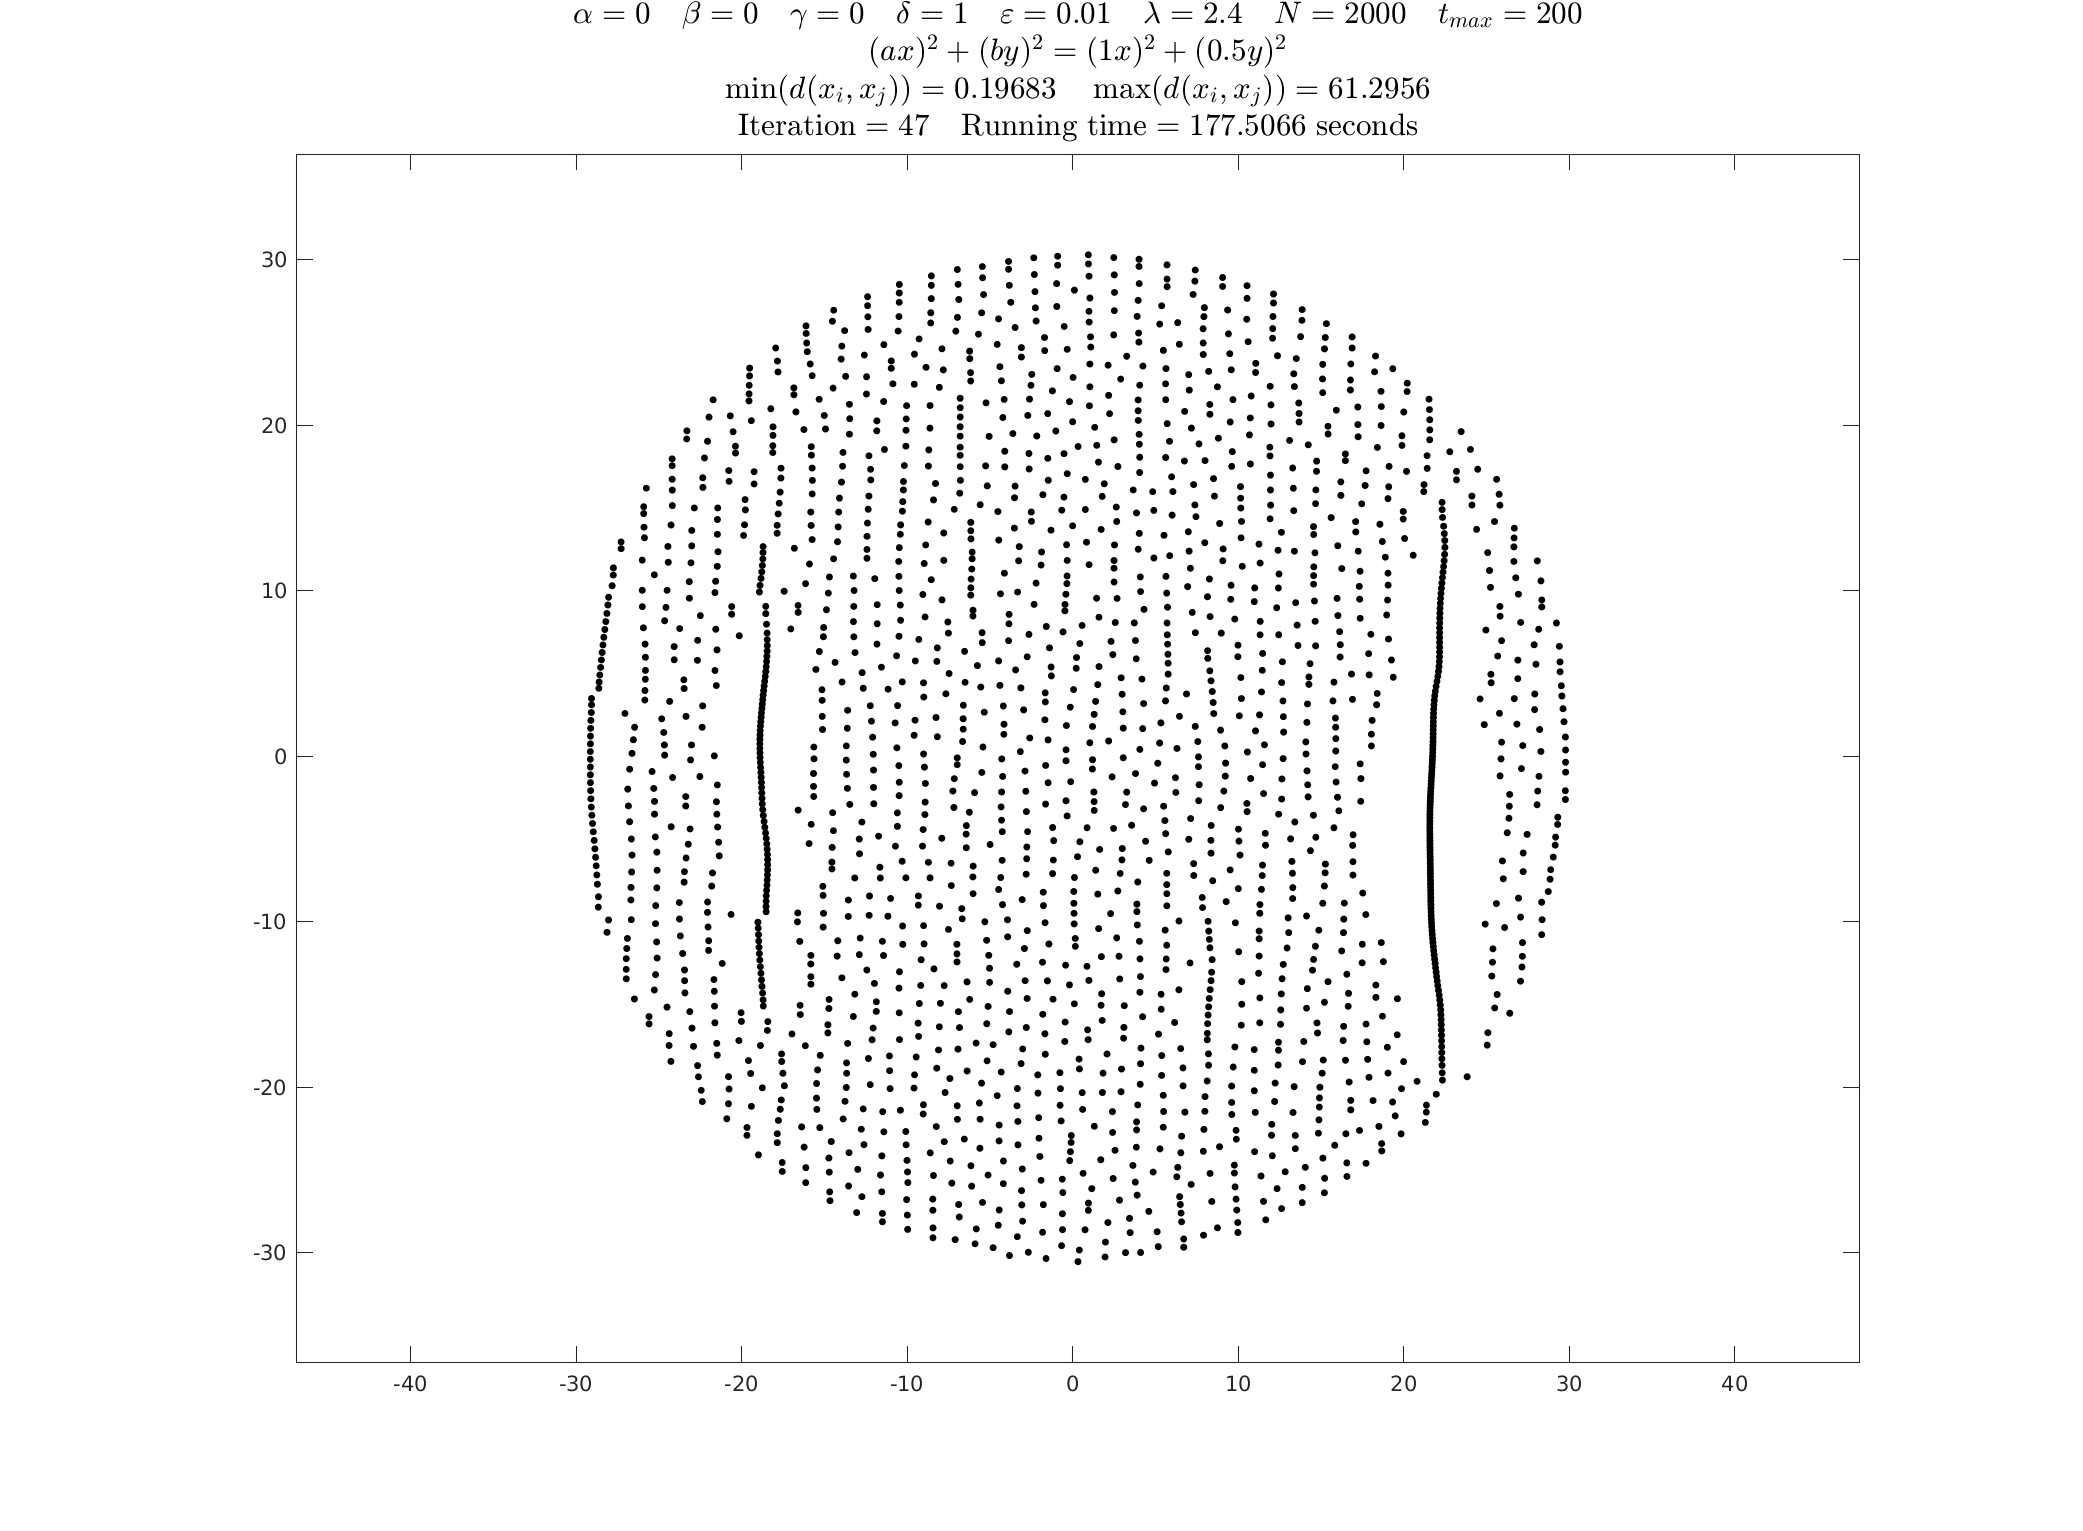 α = 0 β = 0 γ = 0 δ = 1 ε = 0.01 λ = 2.4 N = 2000 t_{max} = 200
(ax)² + (by)² = (1x)² + (0.5y)²
min(d(x_i, x_j)) = 0.19683 max(d(x_i, x_j)) = 61.2956
Iteration = 47 Running time = 177.5066 seconds
30
20
10
0
-10
-20
-30
-40 -30 -20 -10 0 10 20 30 40